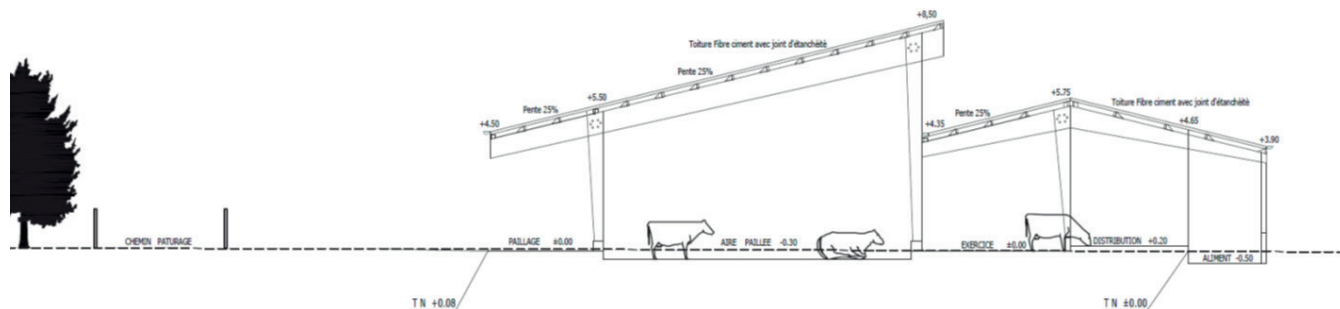 +8,50
Toiture Fibre ciment avec joint d'étanchéité
Pente 25%
+5.50
Pente 25%
+4.50
+5.75
Toiture Fibre ciment avec joint d'étanchéité
Pente 25%
+4.35
+4.65
+3.90
CHEMIN PATURAGE
PAILLAGE ±0.00
AIRE PAILLEE -0.30
EXERCICE ±0.00
DISTRIBUTION +0.20
ALIMENT -0.50
T N +0.08
T N ±0.00